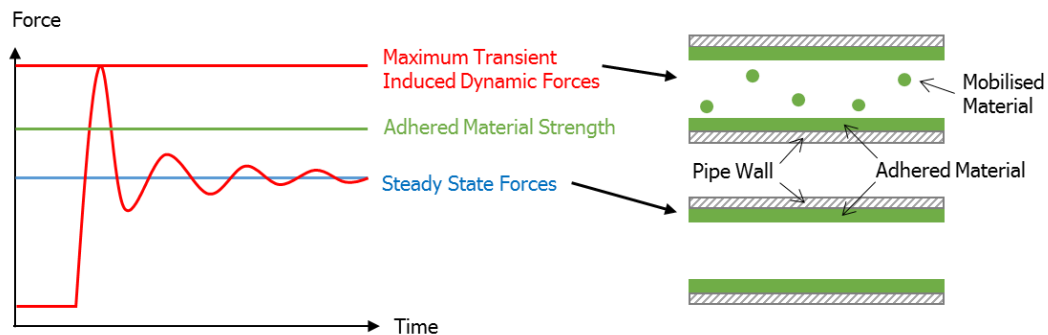 Force
Maximum Transient
Induced Dynamic Forces
Adhered Material Strength
Steady State Forces
Time
Mobilised
Material
Pipe Wall
Adhered Material